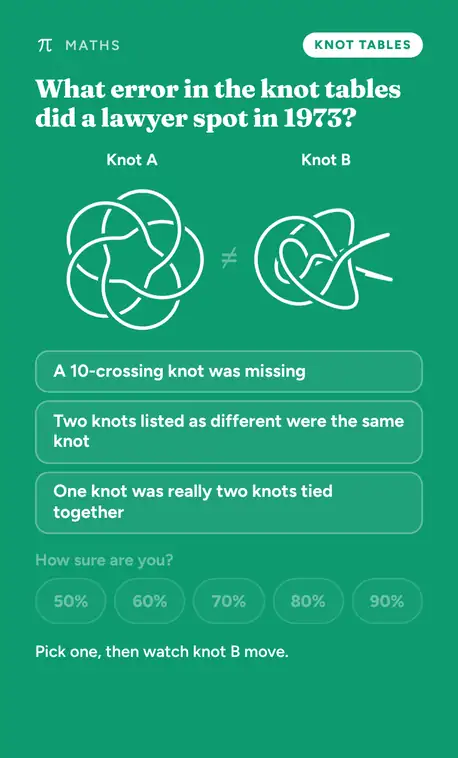 π MATHS
KNOT TABLES
What error in the knot tables
did a lawyer spot in 1973?
Knot A
Knot B
≠
A 10-crossing knot was missing
Two knots listed as different were the same
knot
One knot was really two knots tied
together
How sure are you?
50% 60% 70% 80% 90%
Pick one, then watch knot B move.